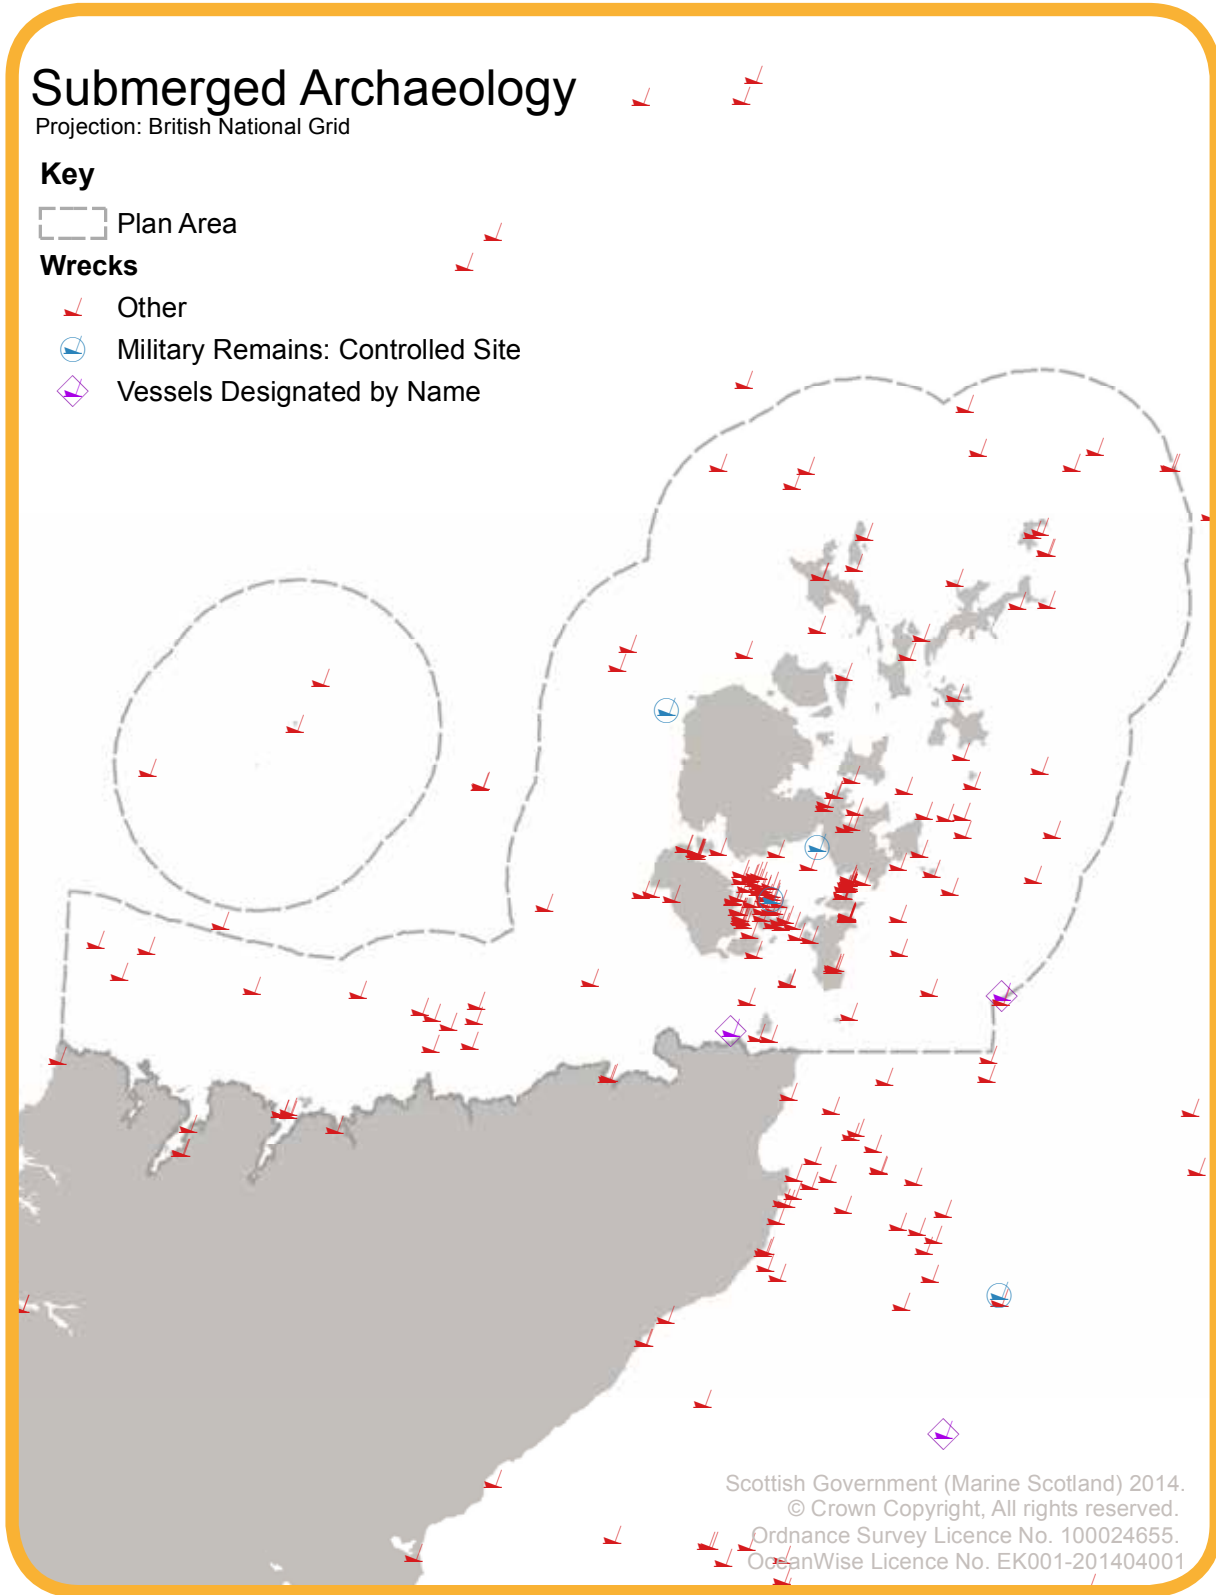 Submerged Archaeology
Projection: British National Grid
Key
Plan Area
Wrecks
Other
Military Remains: Controlled Site
Vessels Designated by Name
Scottish Government (Marine Scotland) 2014.
© Crown Copyright, All rights reserved.
Ordnance Survey Licence No. 100024655.
OceanWise Licence No. EK001-201404001